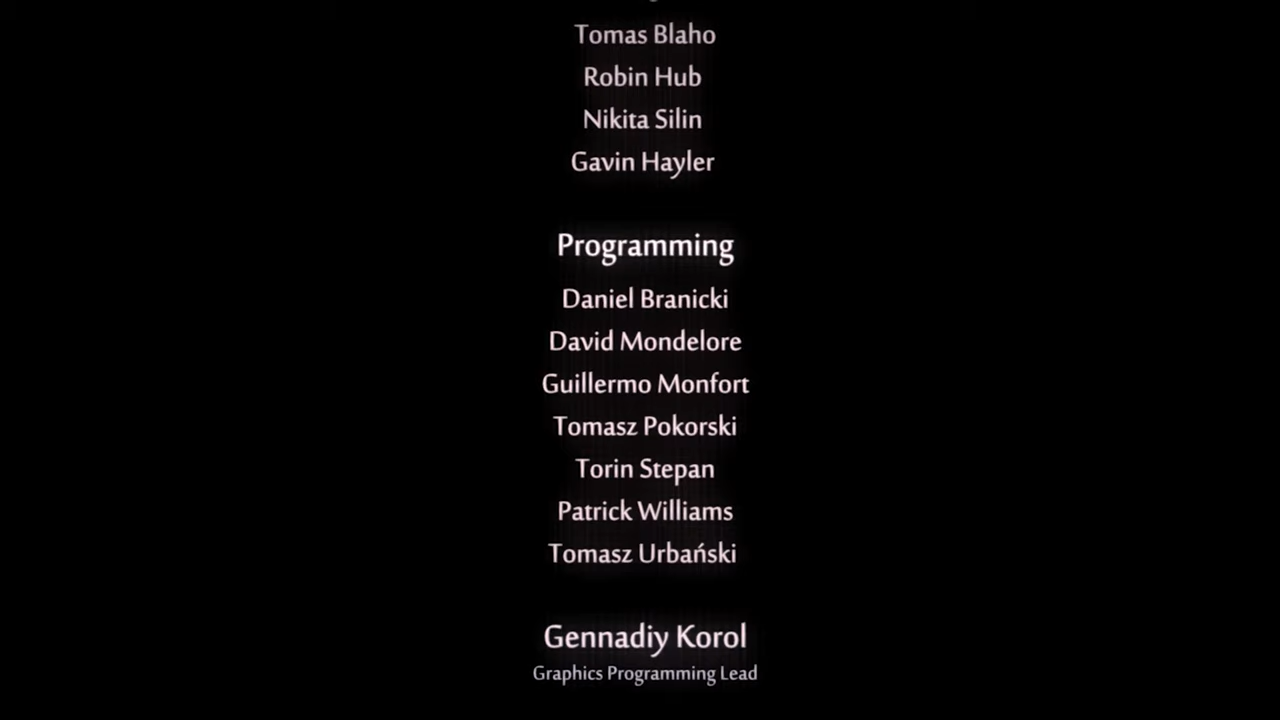 Tomas Blaho
Robin Hub
Nikita Silin
Gavin Hayler
Programming
Daniel Branicki
David Mondelore
Guillermo Monfort
Tomasz Pokorski
Torin Stepan
Patrick Williams
Tomasz Urbański
Gennadiy Korol
Graphics Programming Lead